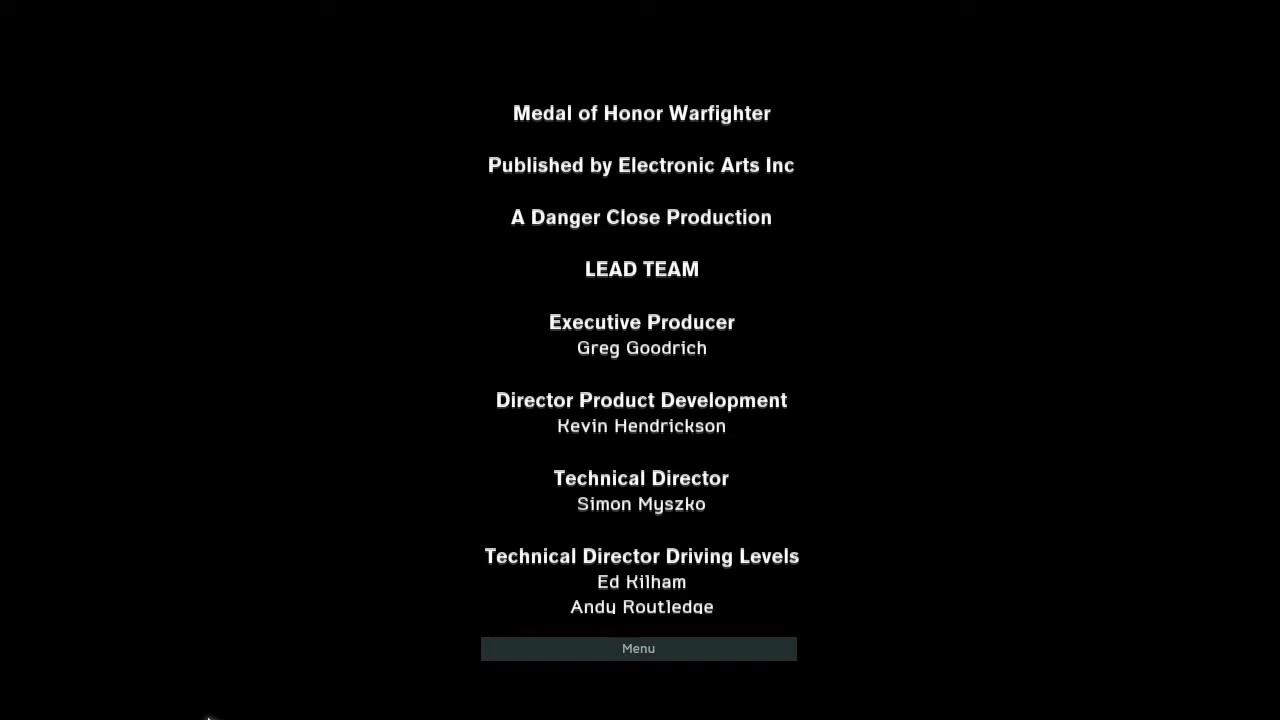 Medal of Honor Warfighter
Published by Electronic Arts Inc
A Danger Close Production
LEAD TEAM
Executive Producer
Greg Goodrich
Director Product Development
Kevin Hendrickson
Technical Director
Simon Myszko
Technical Director Driving Levels
Ed Kilham
Andy Routledge
Menu